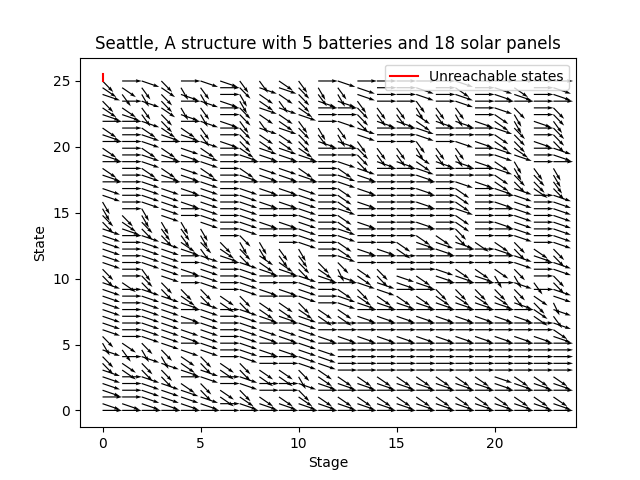 Seattle, A structure with 5 batteries and 18 solar panels
Unreachable states
25
20
15
10
5
0
State
0 5 10 15 20
Stage